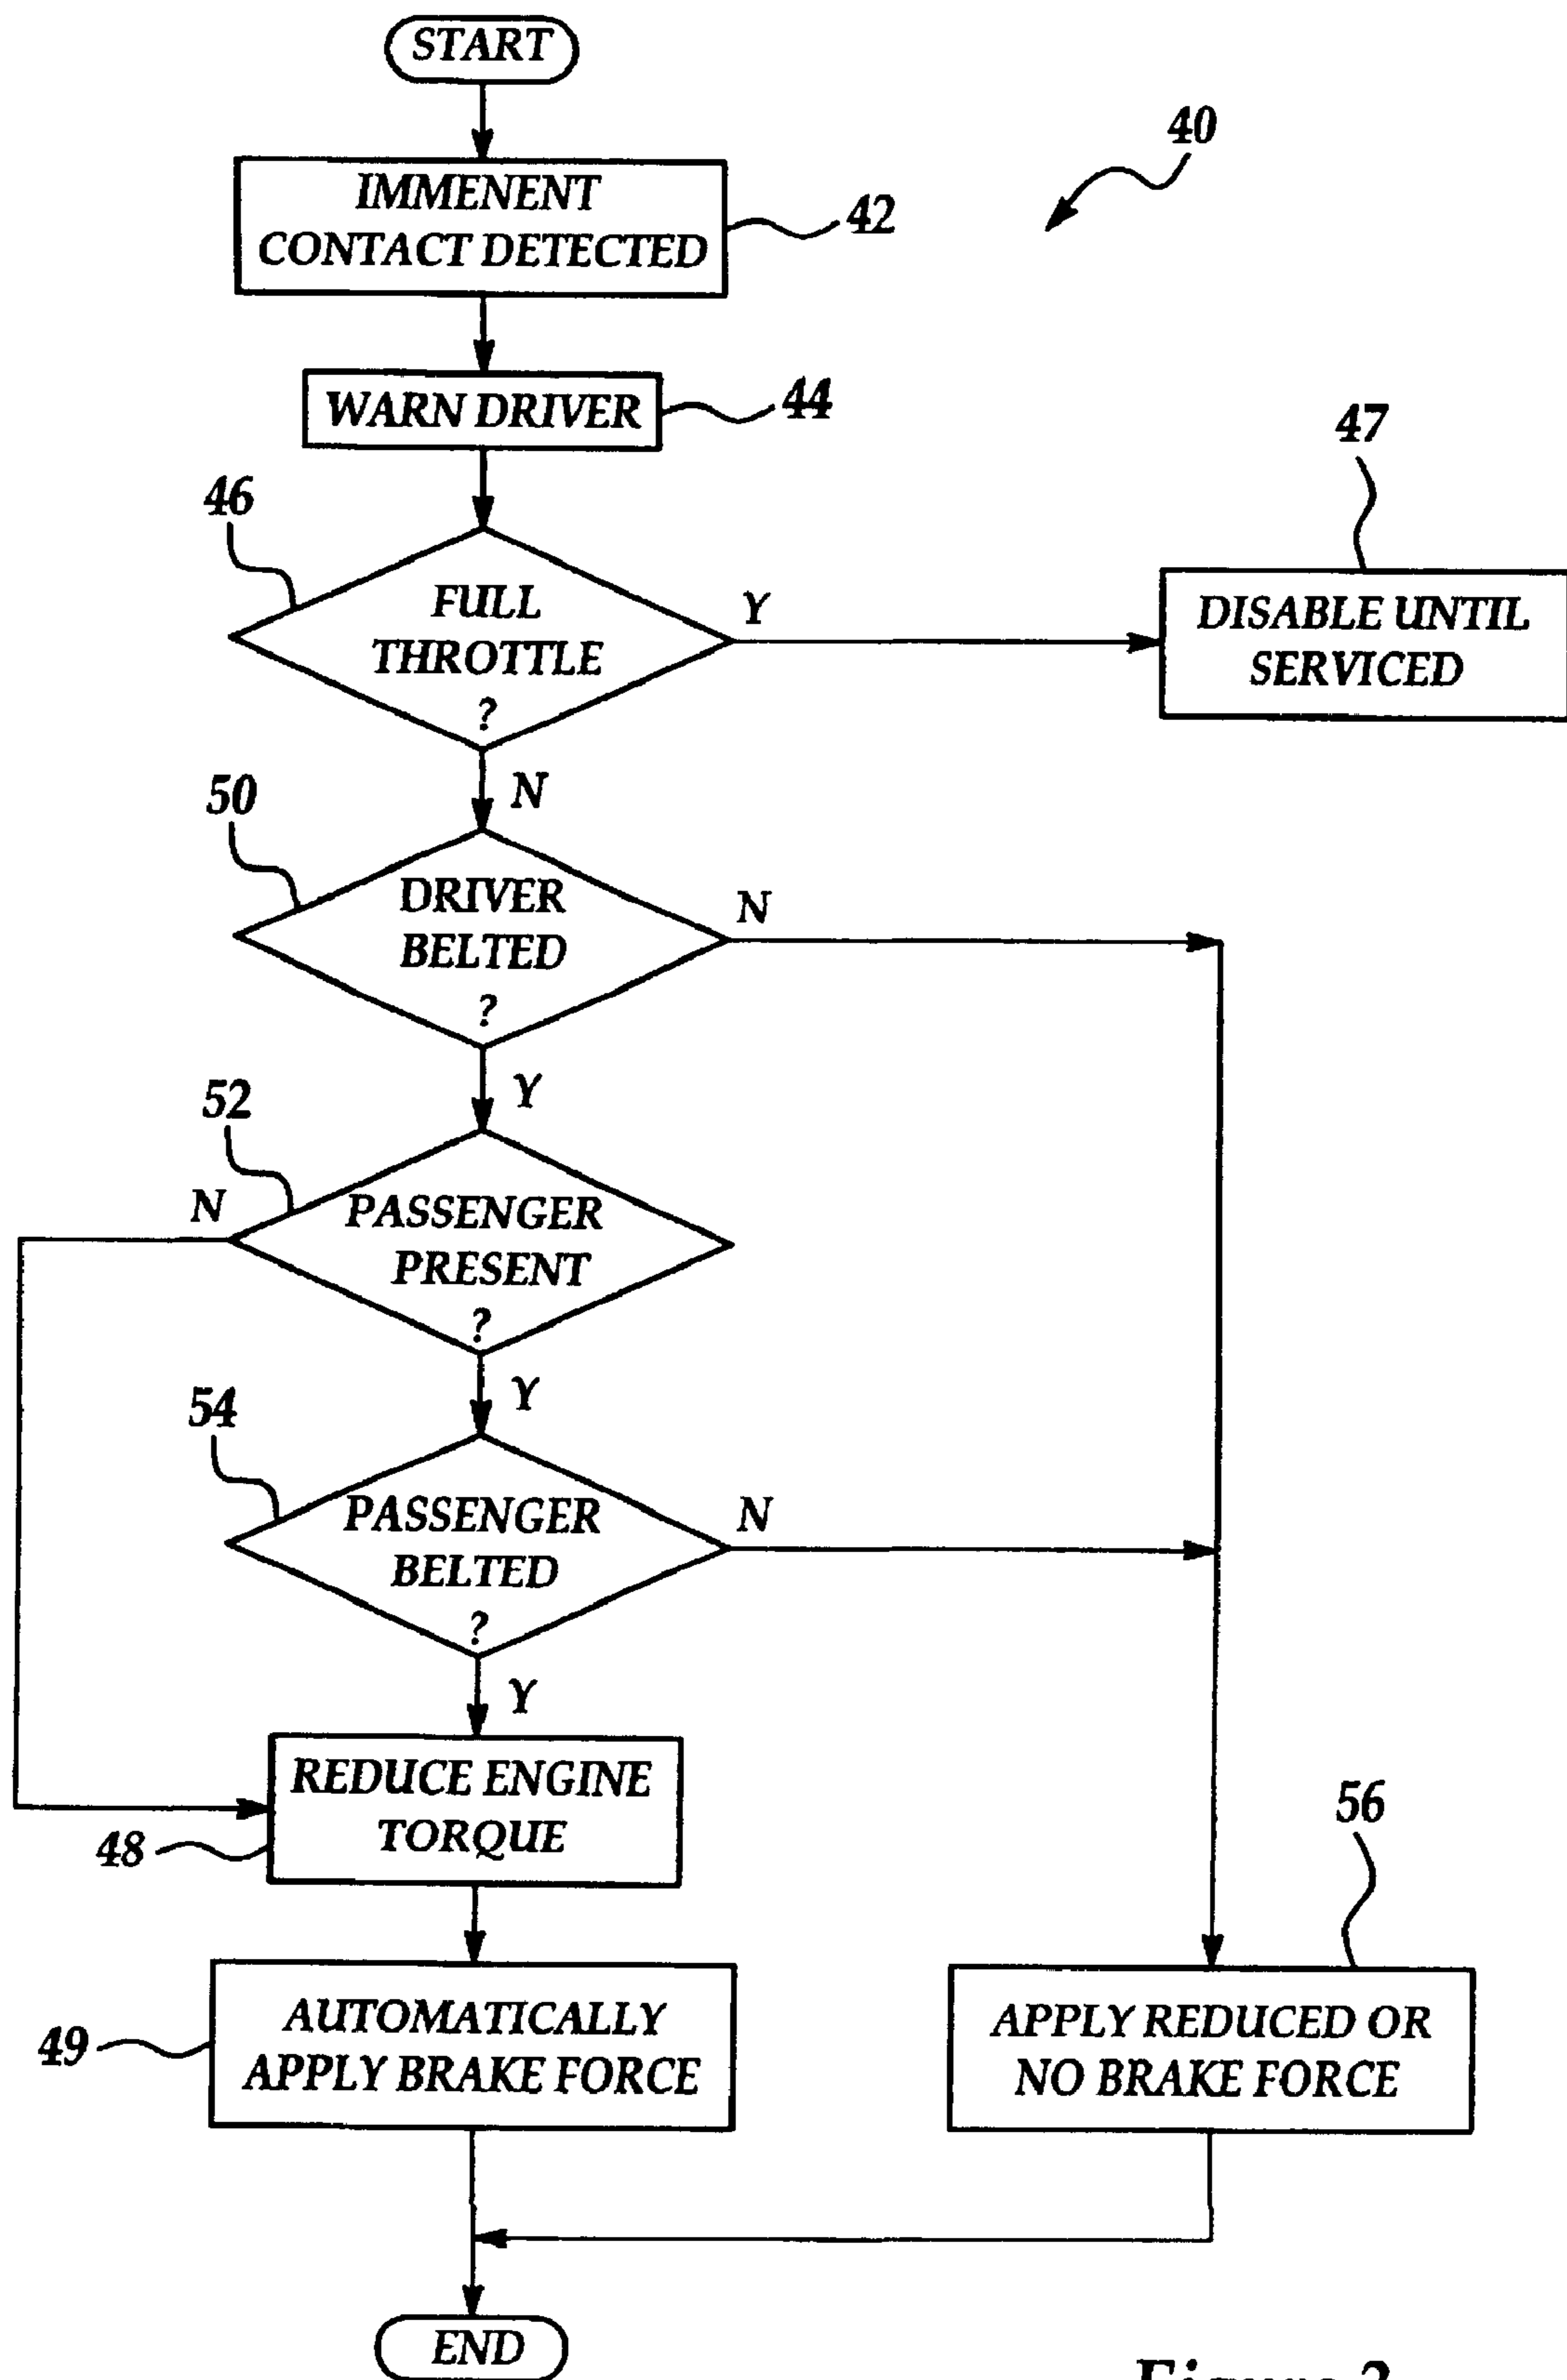 START
40
IMMENENT
CONTACT DETECTED
42
WARN DRIVER
44
47
46
FULL
THROTTLE
?
Y
DISABLE UNTIL
SERVICED
N
50
DRIVER
BELTED
?
N
Y
52
N
PASSENGER
PRESENT
?
Y
54
PASSENGER
BELTED
?
N
Y
REDUCE ENGINE
TORQUE
48
56
AUTOMATICALLY
APPLY BRAKE FORCE
49
APPLY REDUCED OR
NO BRAKE FORCE
END